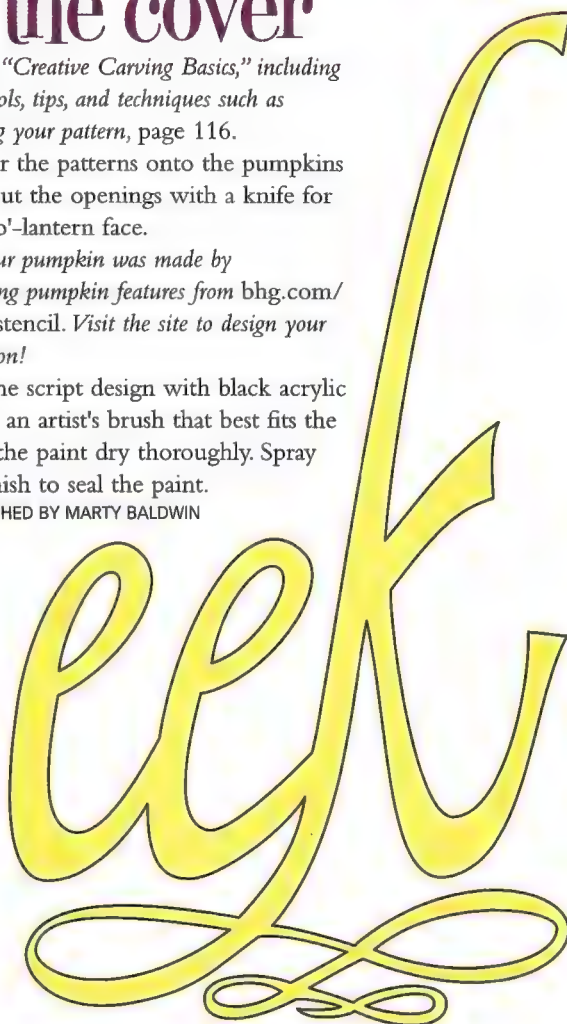 the cover
"Creative Carving Basics," including
ols, tips, and techniques such as
g your pattern, page 116.
r the patterns onto the pumpkins
ut the openings with a knife for
o'-lantern face.
ur pumpkin was made by
ng pumpkin features from bhg.com/
stencil. Visit the site to design your
on!
he script design with black acrylic
an artist's brush that best fits the
the paint dry thoroughly. Spray
nish to seal the paint.
HED BY MARTY BALDWIN
eek